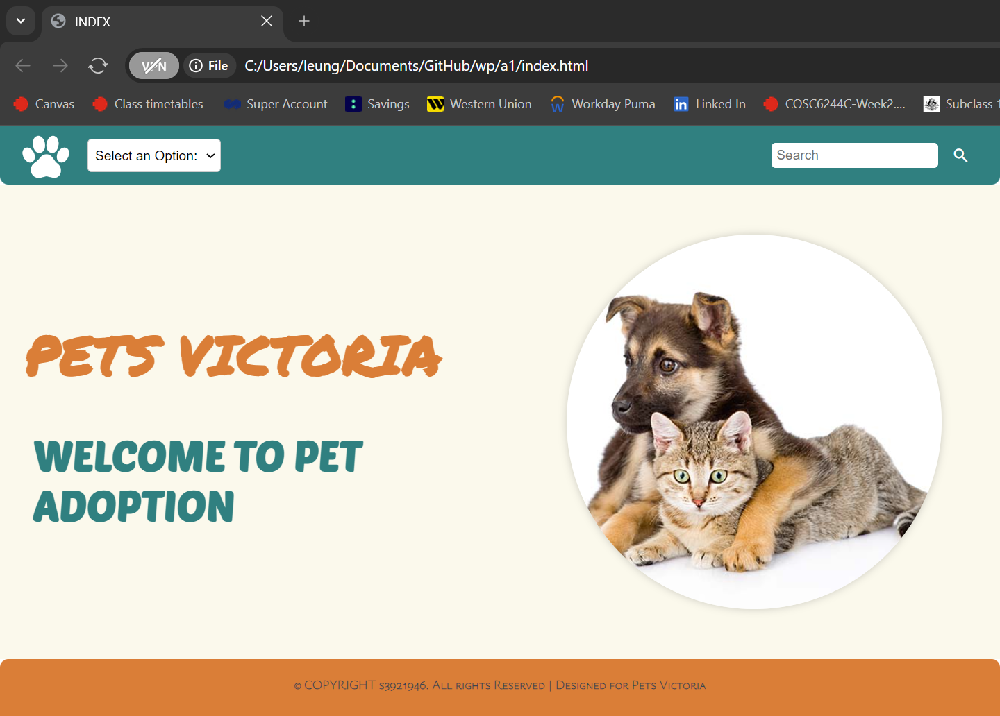 INDEX
VPN File C:/Users/leung/Documents/GitHub/wp/a1/index.html
Canvas Class timetables Super Account Savings Western Union Workday Puma Linked In COSC6244C-Week2.... Subclass 1
Select an Option: Search
PETS VICTORIA
WELCOME TO PET
ADOPTION
© COPYRIGHT s3921946. All rights Reserved | Designed for Pets Victoria